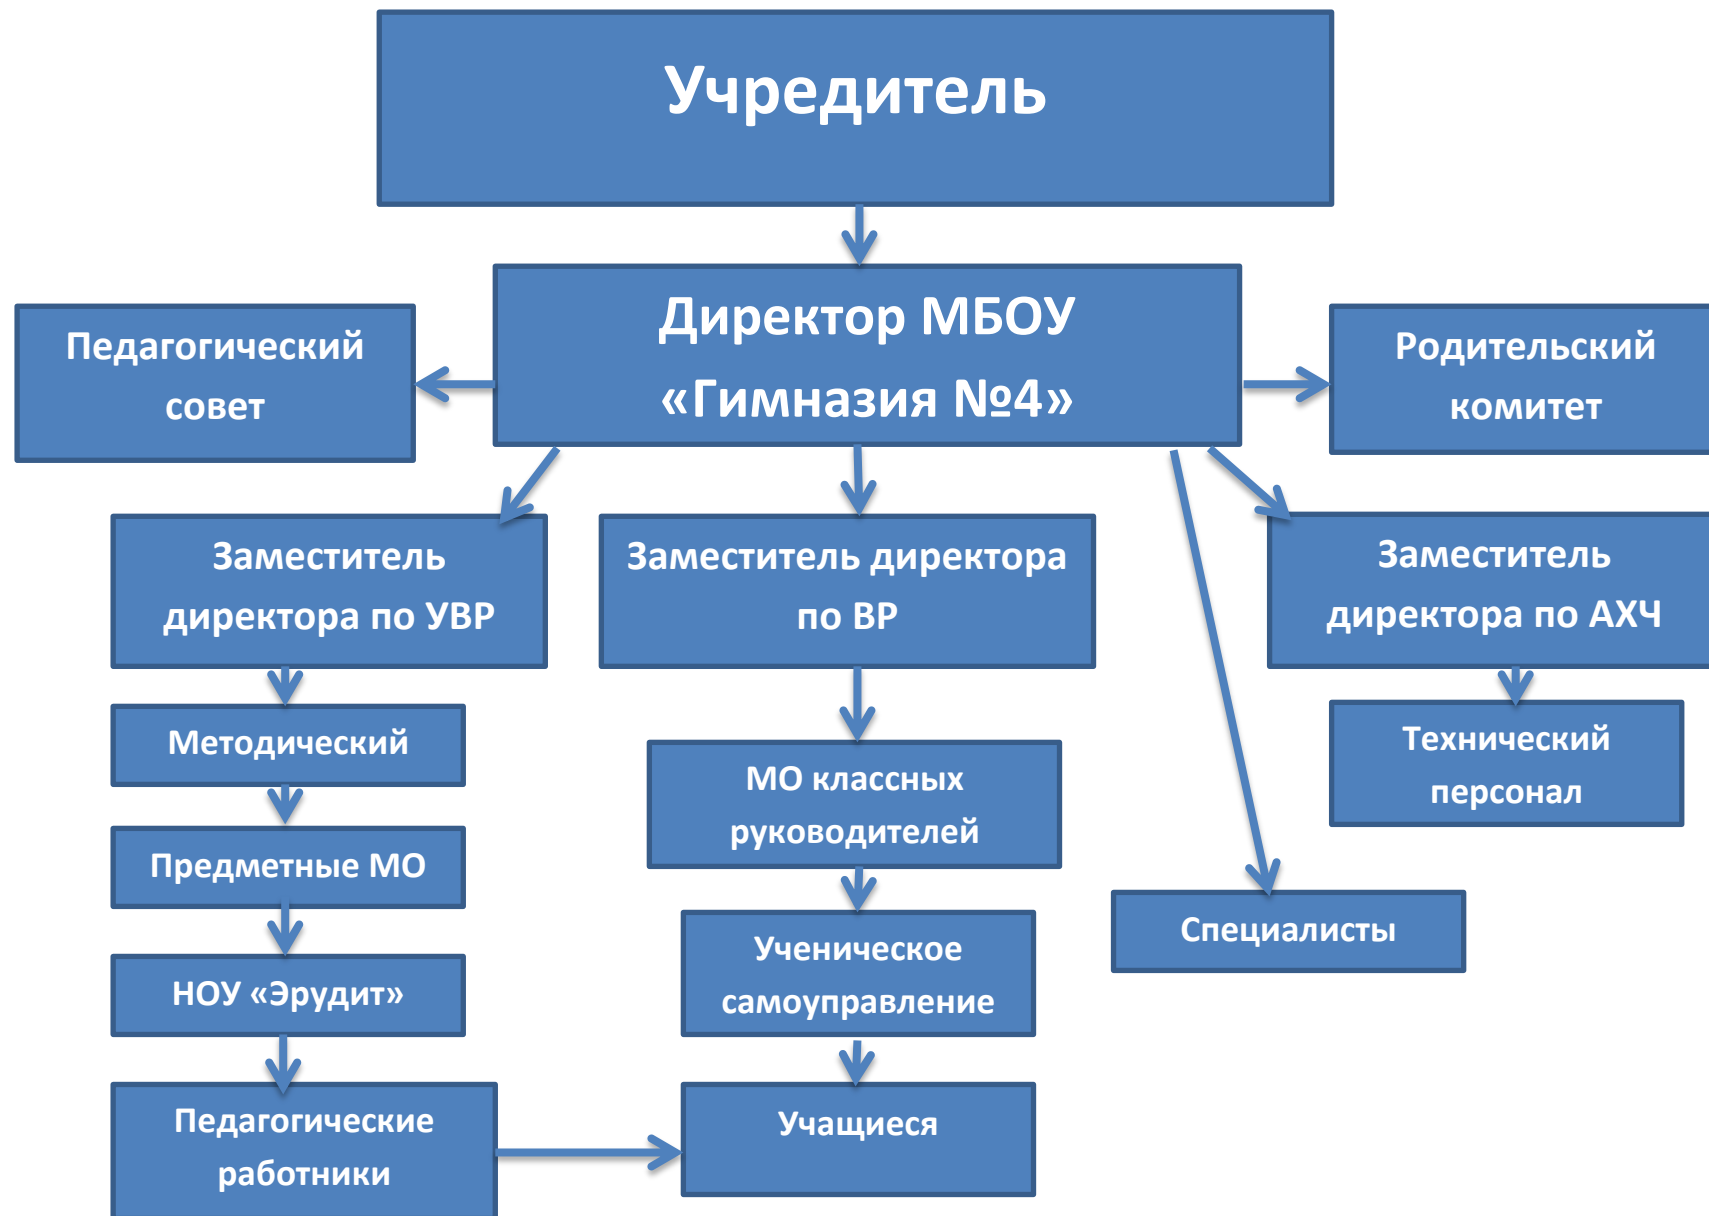 Учредитель
Директор МБОУ
«Гимназия №4»
Педагогический
совет
Родительский
комитет
Заместитель
директора по УВР
Заместитель директора
по ВР
Заместитель
директора по АХЧ
Методический
Предметные МО
НОУ «Эрудит»
Педагогические
работники
МО классных
руководителей
Ученическое
самоуправление
Учащиеся
Специалисты
Технический
персонал